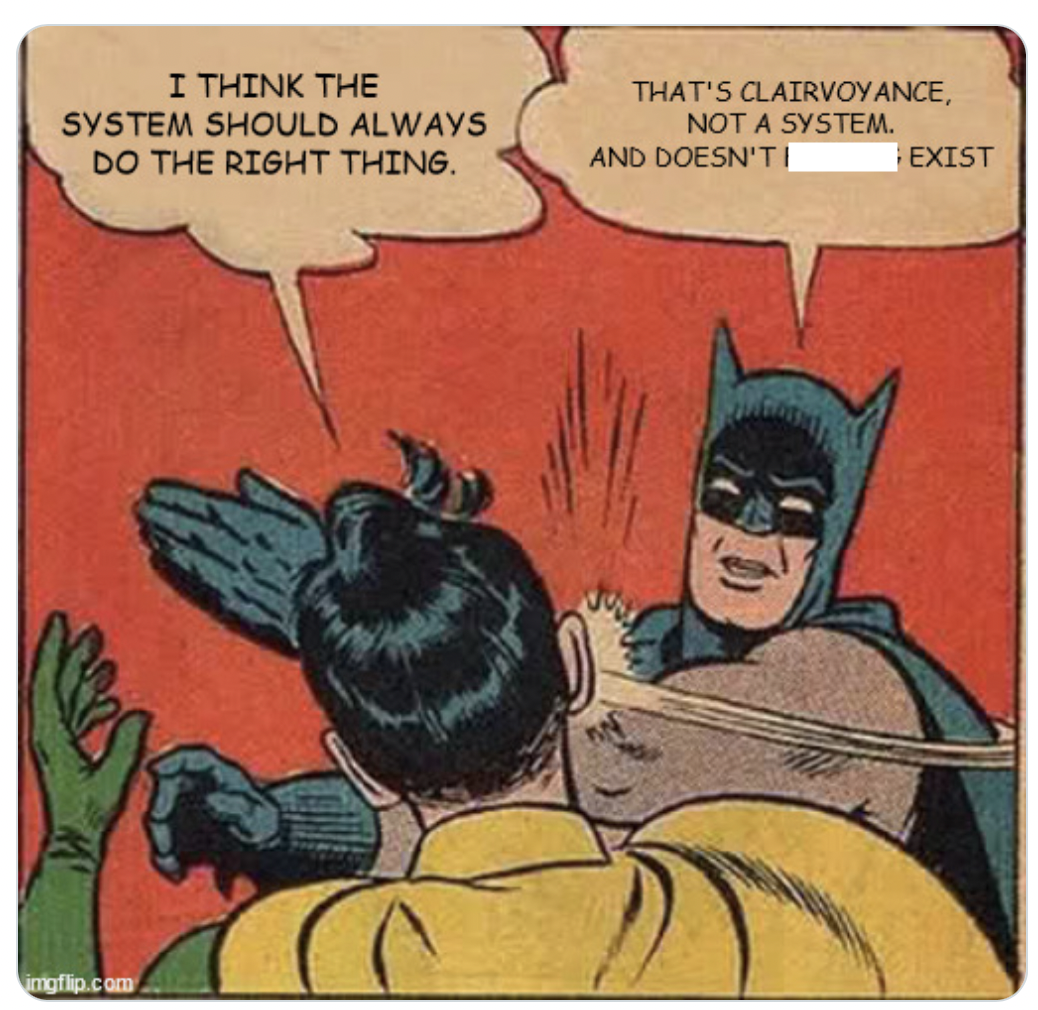 I THINK THE
SYSTEM SHOULD ALWAYS
DO THE RIGHT THING.
THAT'S CLAIRVOYANCE,
NOT A SYSTEM.
AND DOESN'T EXIST
imgflip.com